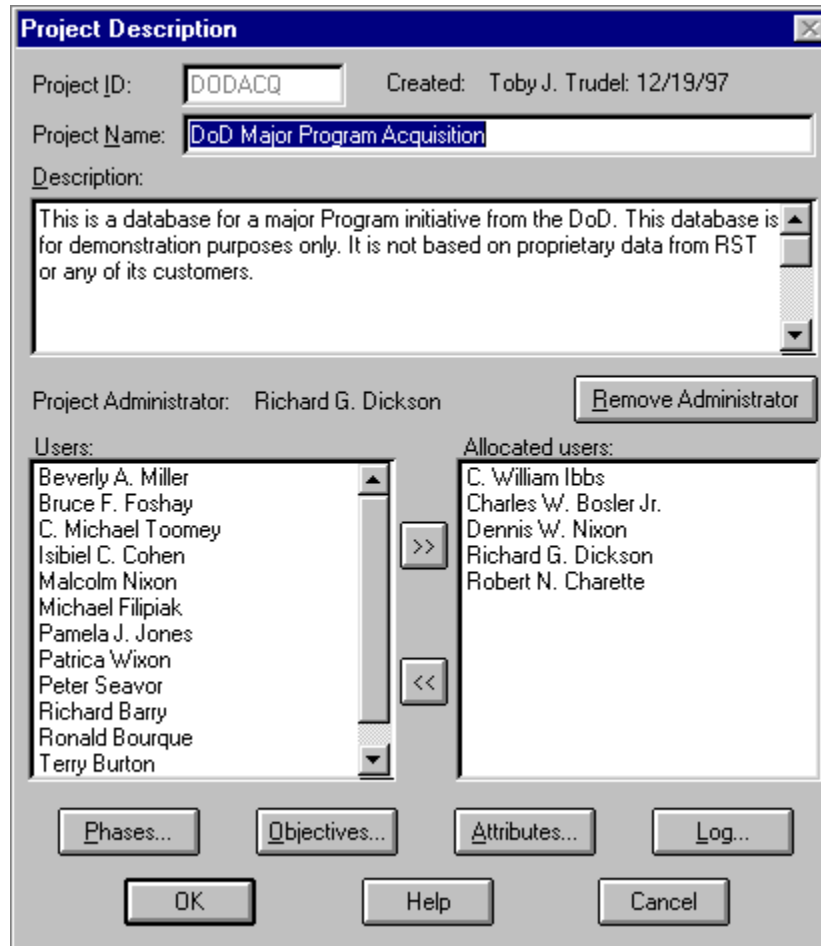 Project Description
Project ID: DODACQ Created: Toby J. Trudel: 12/19/97
Project Name: DoD Major Program Acquisition
Description:
This is a database for a major Program initiative from the DoD. This database is
for demonstration purposes only. It is not based on proprietary data from RST
or any of its customers.
Project Administrator: Richard G. Dickson Remove Administrator
Users:
Beverly A. Miller
Bruce F. Foshay
C. Michael Toomey
Isibiel C. Cohen
Malcolm Nixon
Michael Filipiak
Pamela J. Jones
Patrica Wixon
Peter Seavor
Richard Barry
Ronald Bourque
Terry Burton
>>
<<
Allocated users:
C. William Ibbs
Charles W. Bosler Jr.
Dennis W. Nixon
Richard G. Dickson
Robert N. Charette
Phases... Objectives... Attributes... Log...
OK Help Cancel